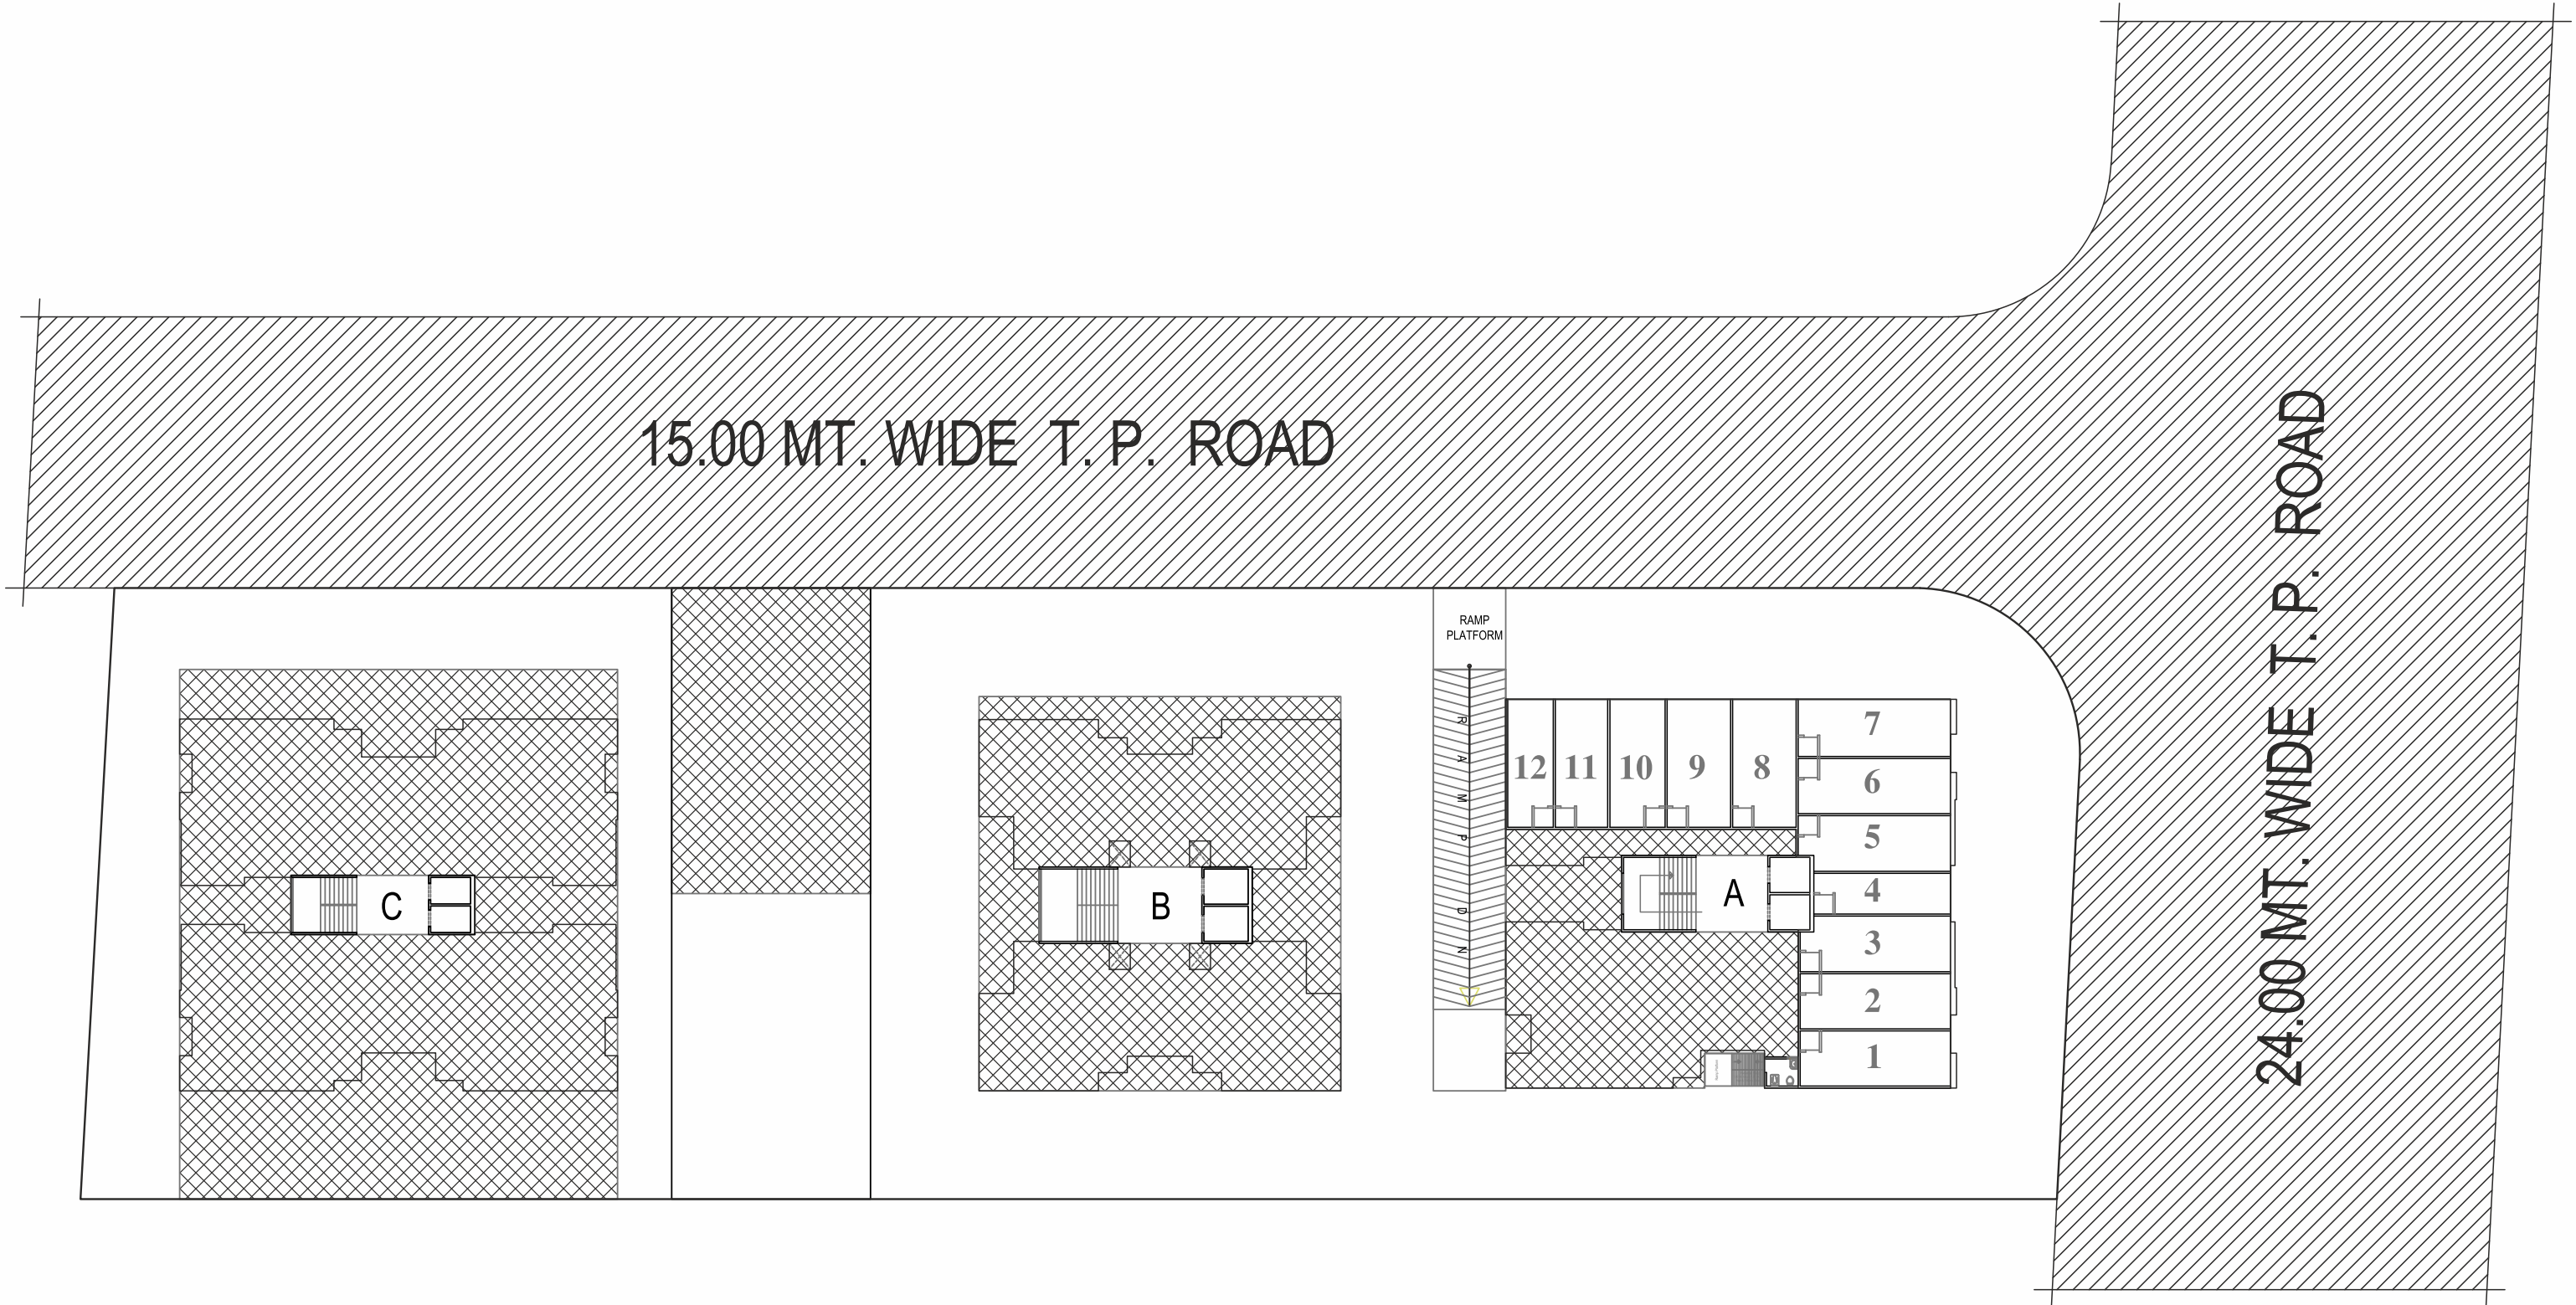 15.00 MT. WIDE T. P. ROAD
24.00 MT. WIDE T. P. ROAD
RAMP
PLATFORM
RAMP DN
7
12 11 10 9 8
6
5
4
3
2
1
C
B
A